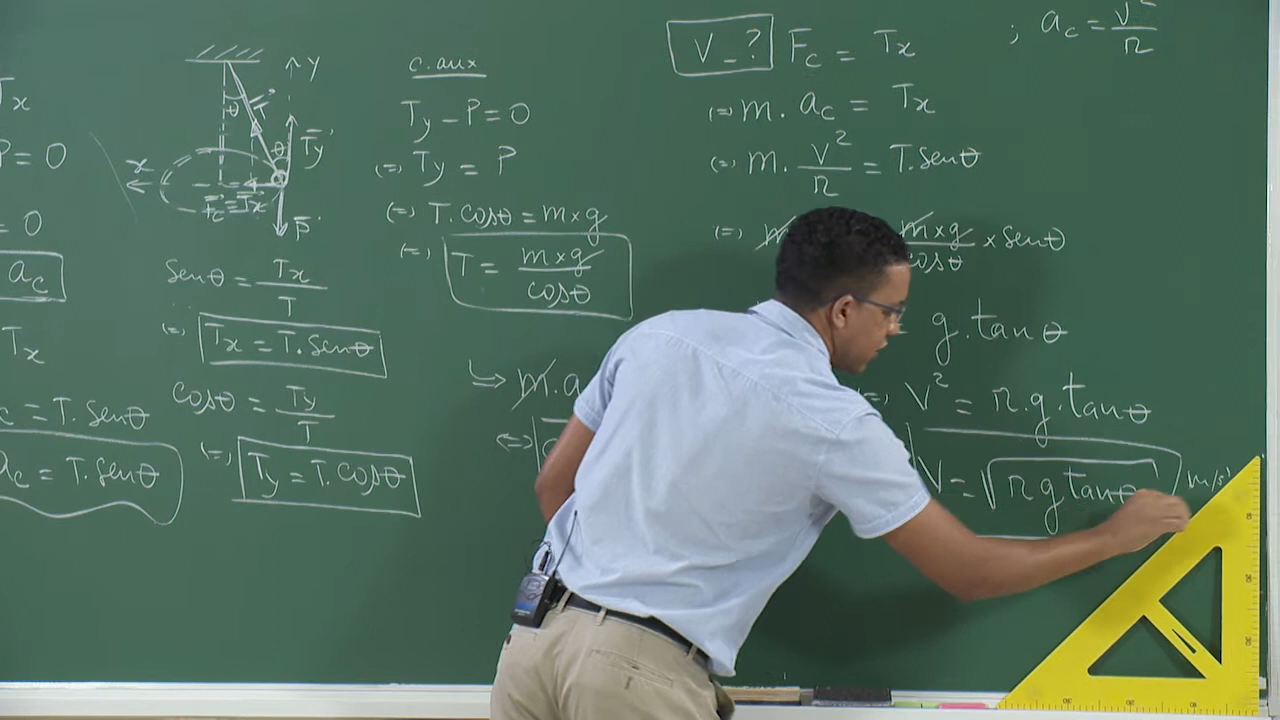 Tx
P = 0
= 0
ac
Tx
c = T. senθ
ac = T. senθ
y
θ
T
θ
Ty
x
Fc = Tx
P
senθ = Tx / T
(=) Tx = T. senθ
cosθ = Ty / T
(=) Ty = T. cosθ
c. aux
Ty - P = 0
(=) Ty = P
(=) T. cosθ = m × g
(=) T = m × g / cosθ
m. a
(=)
V_? Fc = Tx ; ac = v² / r
(=) m. ac = Tx
(=) m. v² / r = T. senθ
(=) m m × g / cosθ × senθ
g. tanθ
(=) V² = r. g. tanθ
V = √r g tanθ m/s